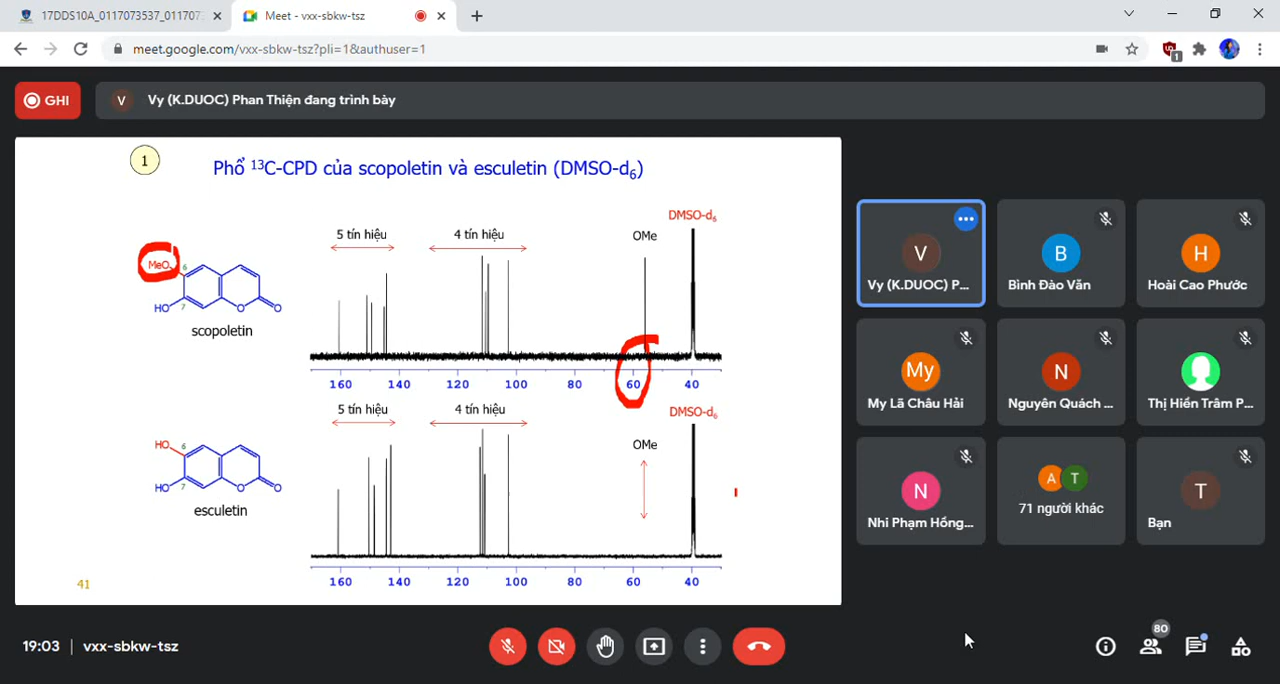 17DDS10A_0117073537_01170
Meet - vxx-sbkw-tsz
meet.google.com/vxx-sbkw-tsz?pli=1&authuser=1
1
GHI
V
Vy (K.DUOC) Phan Thiện đang trình bày
1
Phổ ¹³C-CPD của scopoletin và esculetin (DMSO-d₆)
DMSO-d₆
5 tín hiệu
4 tín hiệu
OMe
MeO
6
HO
7
O
O
scopoletin
160
140
120
100
80
60
40
5 tín hiệu
4 tín hiệu
DMSO-d₆
OMe
HO
6
HO
7
O
O
esculetin
160
140
120
100
80
60
40
41
V
Vy (K.DUOC) P...
B
Bình Đào Văn
H
Hoài Cao Phước
My
My Lã Châu Hải
N
Nguyên Quách ...
Thị Hiền Trâm P...
N
Nhi Phạm Hồng...
A
T
71 người khác
T
Bạn
19:03
vxx-sbkw-tsz
80